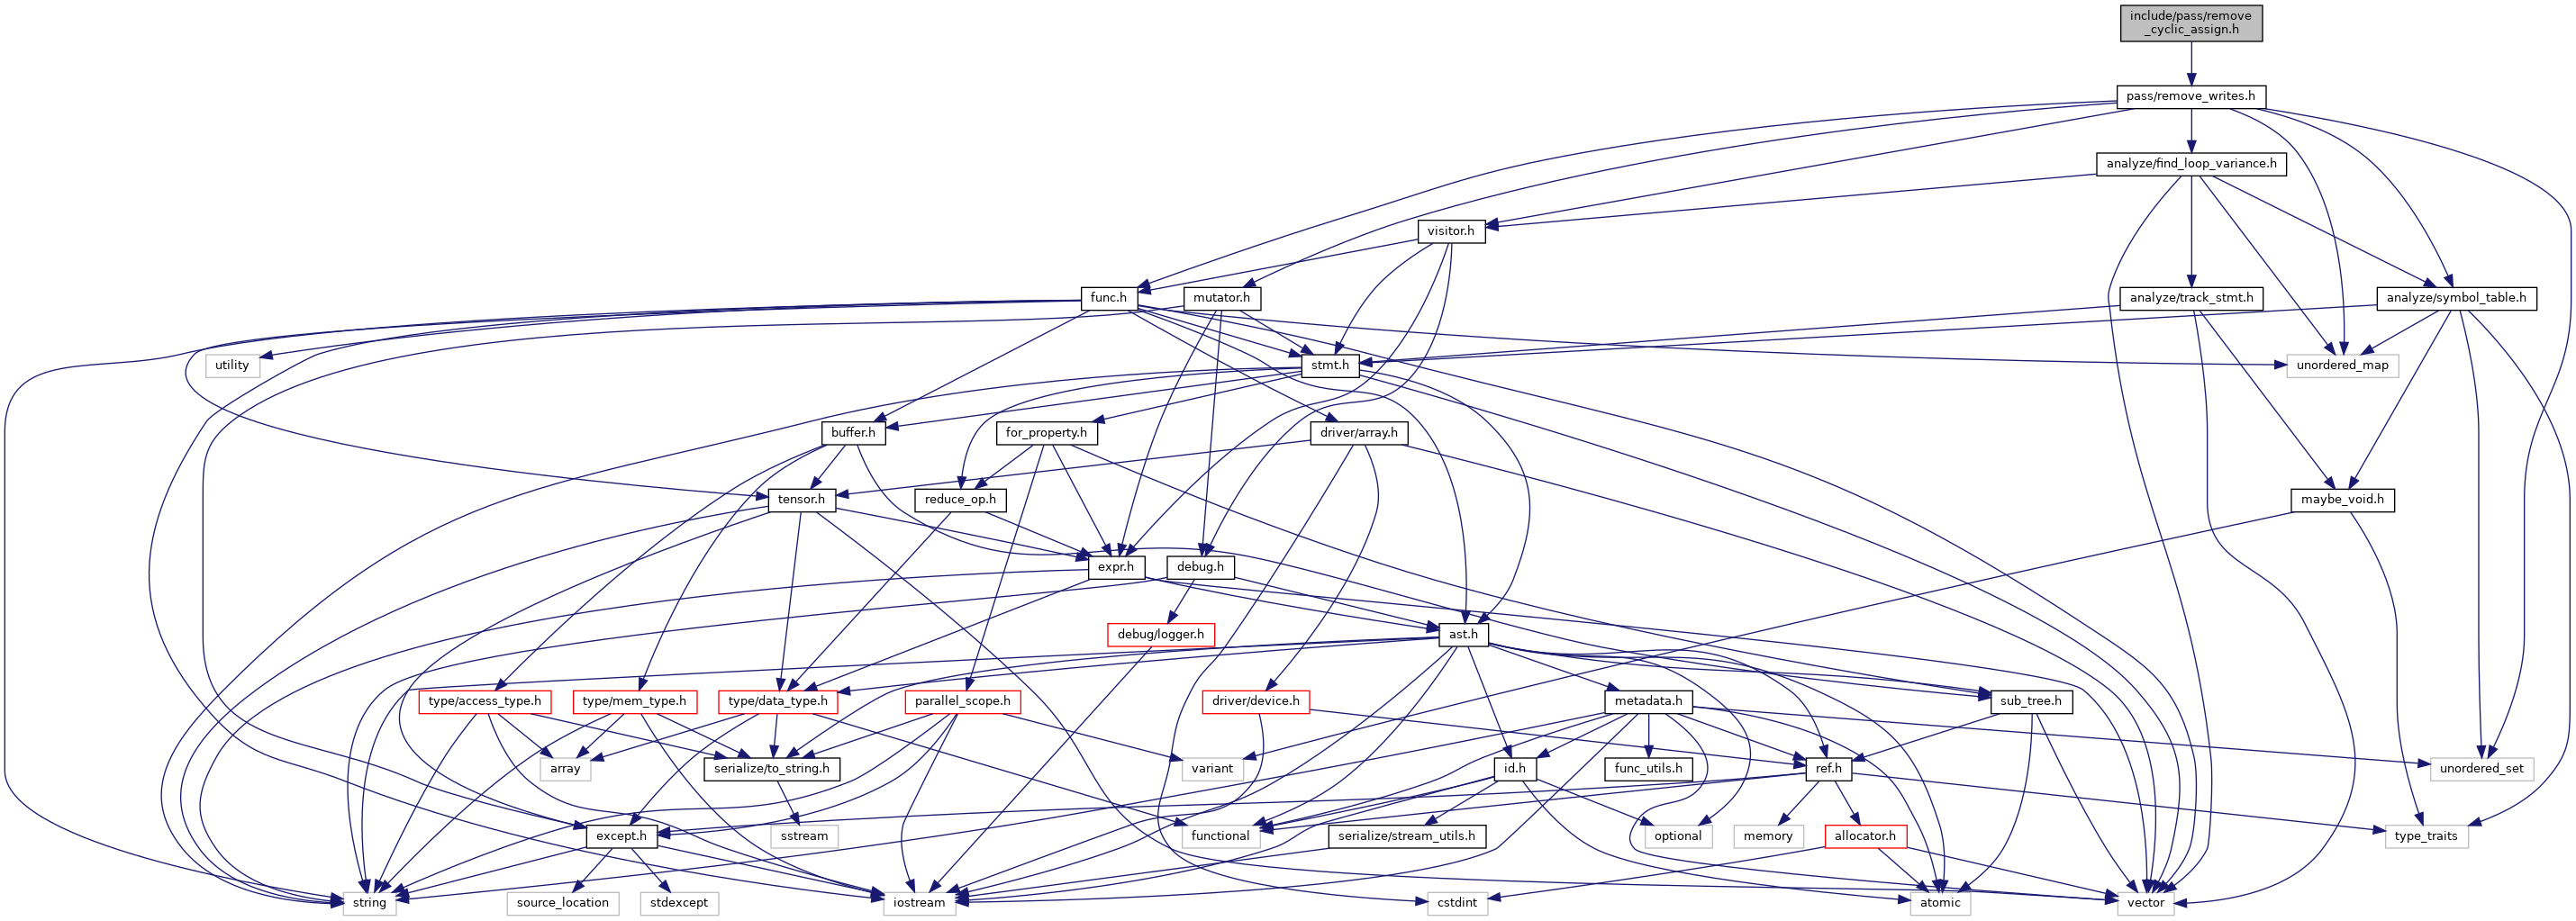 include/pass/remove
_cyclic_assign.h
pass/remove_writes.h
analyze/find_loop_variance.h
visitor.h
func.h
mutator.h
analyze/track_stmt.h
analyze/symbol_table.h
utility
stmt.h
unordered_map
buffer.h
for_property.h
driver/array.h
tensor.h
reduce_op.h
maybe_void.h
expr.h
debug.h
debug/logger.h
ast.h
type/access_type.h
type/mem_type.h
type/data_type.h
parallel_scope.h
driver/device.h
metadata.h
sub_tree.h
array
serialize/to_string.h
variant
id.h
func_utils.h
ref.h
unordered_set
except.h
sstream
functional
serialize/stream_utils.h
optional
memory
allocator.h
type_traits
string
source_location
stdexcept
iostream
cstdint
atomic
vector